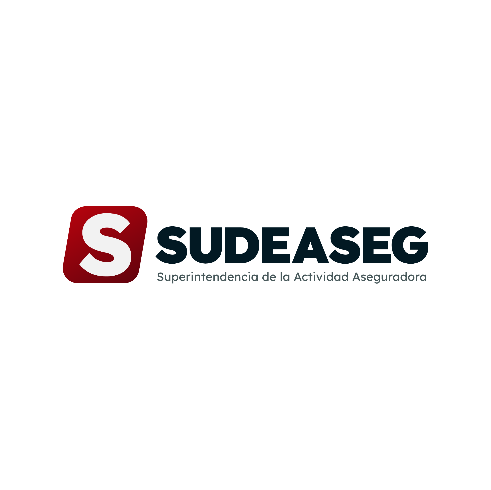 S
SUDEASEG
Superintendencia de la Actividad Aseguradora